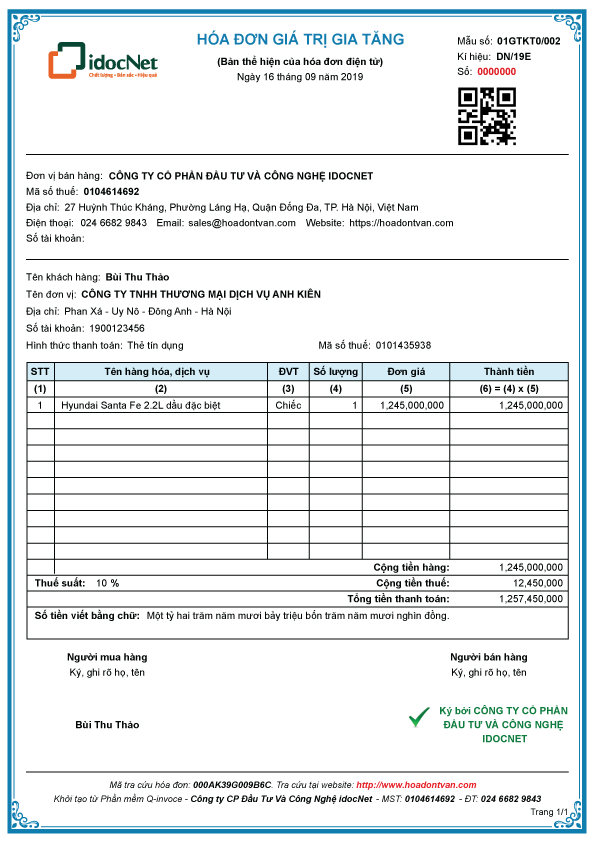 idocNet
Chất lượng • Bản sắc • Hiệu quả
HÓA ĐƠN GIÁ TRỊ GIA TĂNG
(Bản thể hiện của hóa đơn điện tử)
Ngày 16 tháng 09 năm 2019
Mẫu số: 01GTKT0/002
Kí hiệu: DN/19E
Số: 0000000
Đơn vị bán hàng: CÔNG TY CỔ PHẦN ĐẦU TƯ VÀ CÔNG NGHỆ IDOCNET
Mã số thuế: 0104614692
Địa chỉ: 27 Huỳnh Thúc Kháng, Phường Láng Hạ, Quận Đống Đa, TP. Hà Nội, Việt Nam
Điện thoại: 024 6682 9843 Email: sales@hoadontvan.com Website: https://hoadontvan.com
Số tài khoản:
Tên khách hàng: Bùi Thu Thảo
Tên đơn vị: CÔNG TY TNHH THƯƠNG MẠI DỊCH VỤ ANH KIÊN
Địa chỉ: Phan Xá - Uy Nỗ - Đông Anh - Hà Nội
Số tài khoản: 1900123456
Hình thức thanh toán: Thẻ tín dụng Mã số thuế: 0101435938
STT Tên hàng hóa, dịch vụ ĐVT Số lượng Đơn giá Thành tiền
(1) (2) (3) (4) (5) (6) = (4) x (5)
1 Hyundai Santa Fe 2.2L dầu đặc biệt Chiếc 1 1,245,000,000 1,245,000,000
Cộng tiền hàng: 1,245,000,000
Thuế suất: 10 % Cộng tiền thuế: 12,450,000
Tổng tiền thanh toán: 1,257,450,000
Số tiền viết bằng chữ: Một tỷ hai trăm năm mươi bảy triệu bốn trăm năm mươi nghìn đồng.
Người mua hàng Người bán hàng
Ký, ghi rõ họ, tên Ký, ghi rõ họ, tên
Bùi Thu Thảo
Ký bởi CÔNG TY CỔ PHẦN
ĐẦU TƯ VÀ CÔNG NGHỆ
IDOCNET
Mã tra cứu hóa đơn: 000AK39G009B6C. Tra cứu tại website: http://www.hoadontvan.com
Khởi tạo từ Phần mềm Q-invoce - Công ty CP Đầu Tư Và Công Nghệ idocNet - MST: 0104614692 - ĐT: 024 6682 9843
Trang 1/1